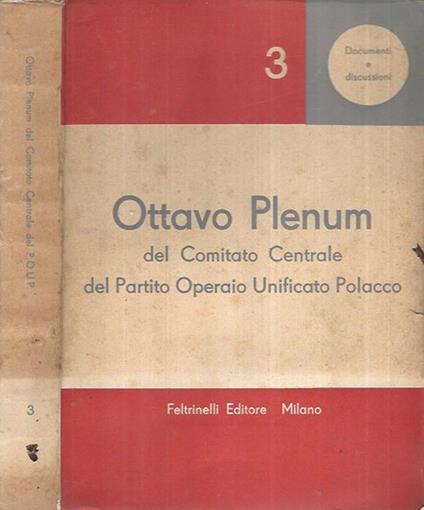 Ottavo Plenum del Comitato Centrale del P.O.U.P.
3
3
Documenti
e
discussioni
Ottavo Plenum
del Comitato Centrale
del Partito Operaio Unificato Polacco
Feltrinelli Editore Milano